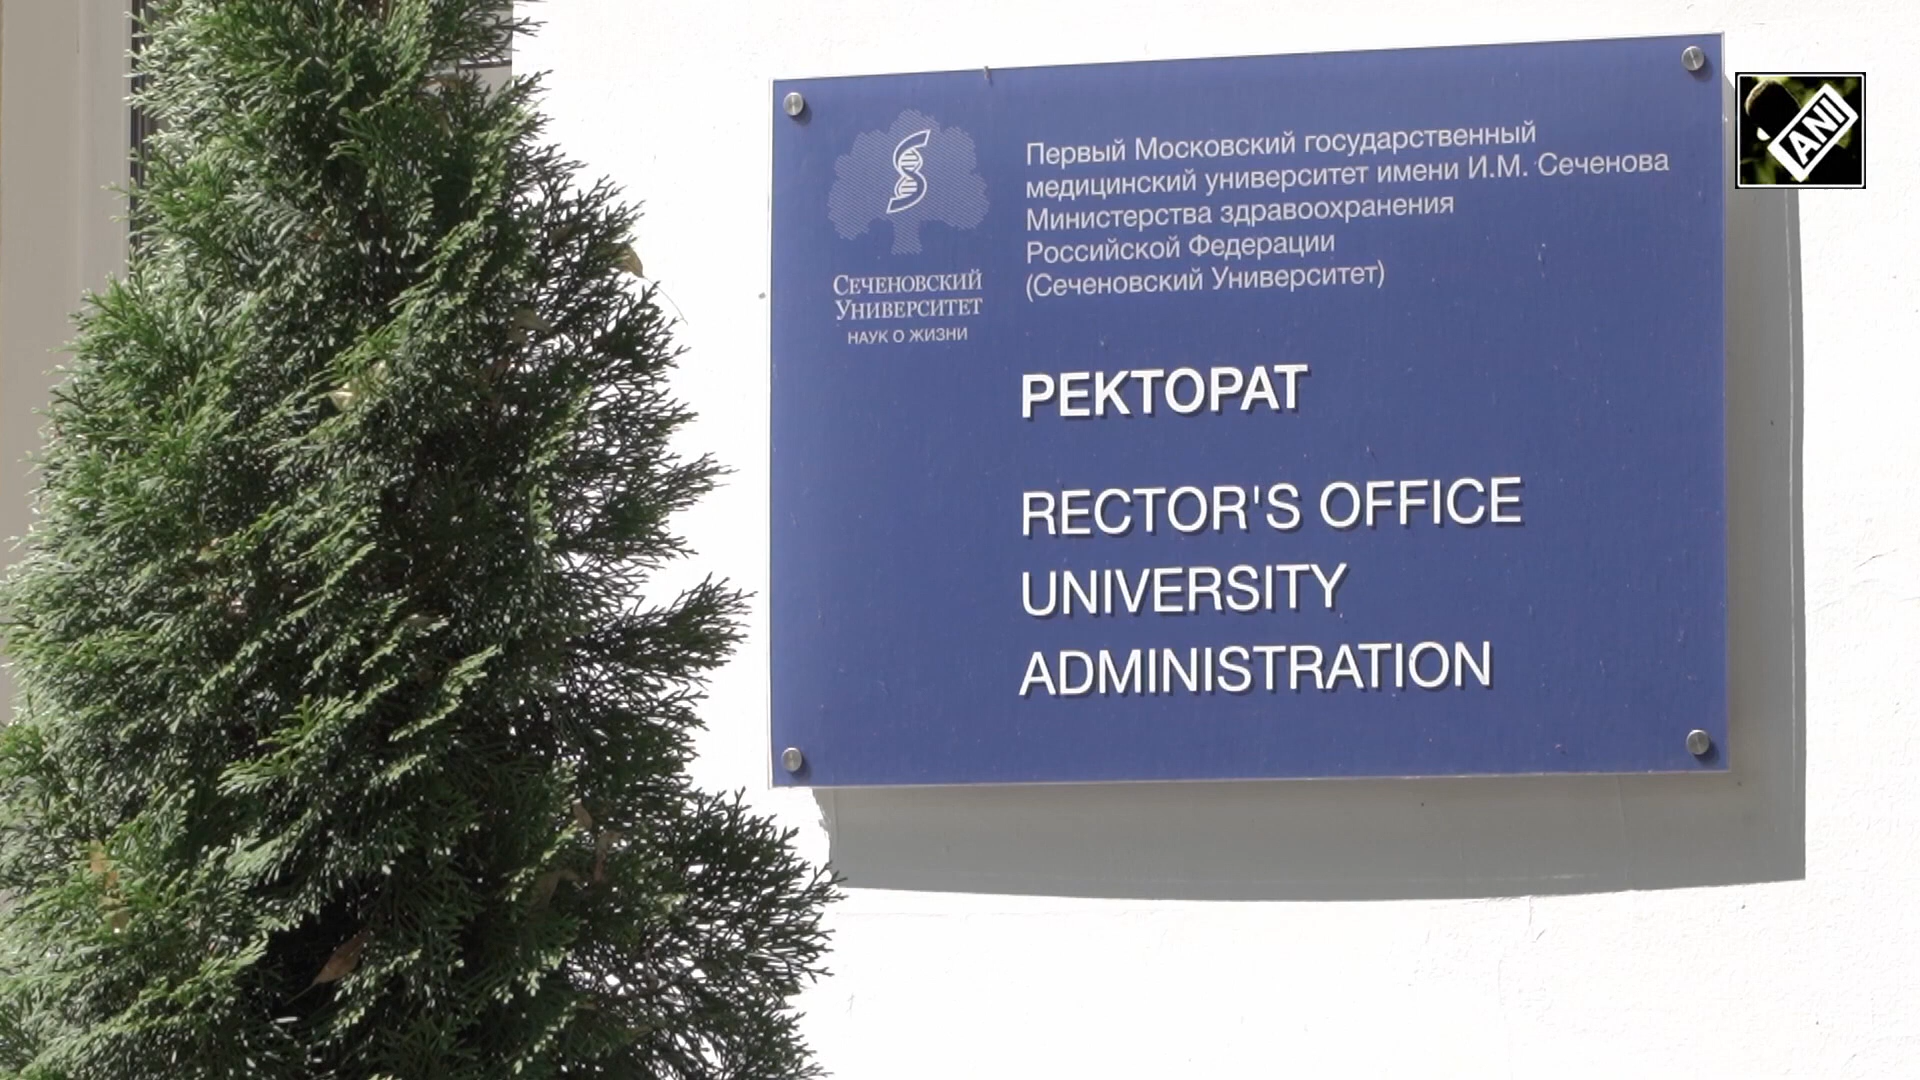 Сеченовский
Университет
наук о жизни
Первый Московский государственный
медицинский университет имени И.М. Сеченова
Министерства здравоохранения
Российской Федерации
(Сеченовский Университет)
РЕКТОРАТ
RECTOR'S OFFICE
UNIVERSITY
ADMINISTRATION
ANI